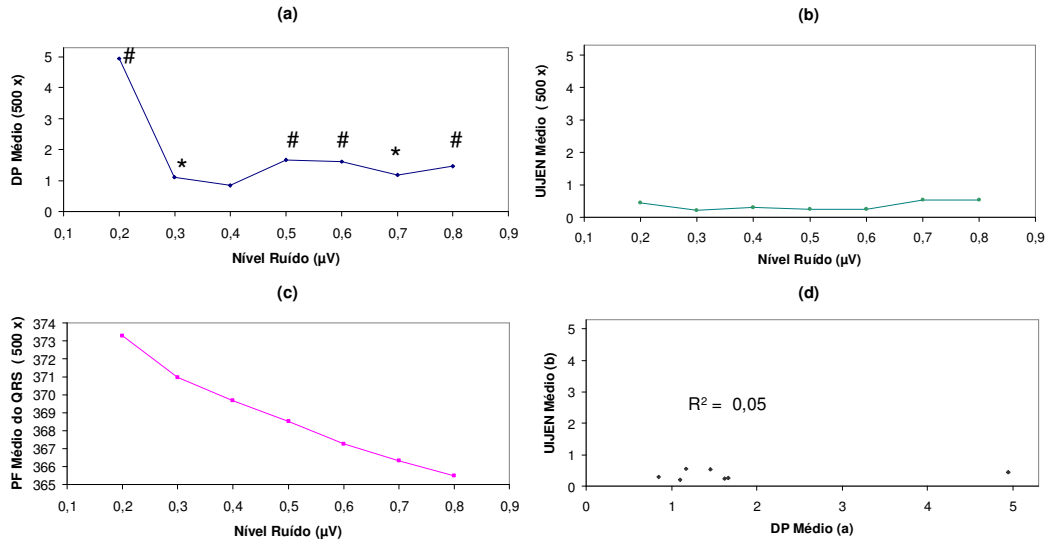 (a)
DP Médio (500 x)
5
4
3
2
1
0
#
*
#
#
*
#
0,1 0,2 0,3 0,4 0,5 0,6 0,7 0,8 0,9
Nível Ruído (µV)
(b)
UIJEN Médio ( 500 x)
5
4
3
2
1
0
0,1 0,2 0,3 0,4 0,5 0,6 0,7 0,8 0,9
Nível Ruído (µV)
(c)
PF Médio do QRS ( 500 x)
374
373
372
371
370
369
368
367
366
365
0,1 0,2 0,3 0,4 0,5 0,6 0,7 0,8 0,9
Nível Ruído (µV)
(d)
UIJEN Médio (b)
5
4
3
2
1
0
R² = 0,05
0 1 2 3 4 5
DP Médio (a)